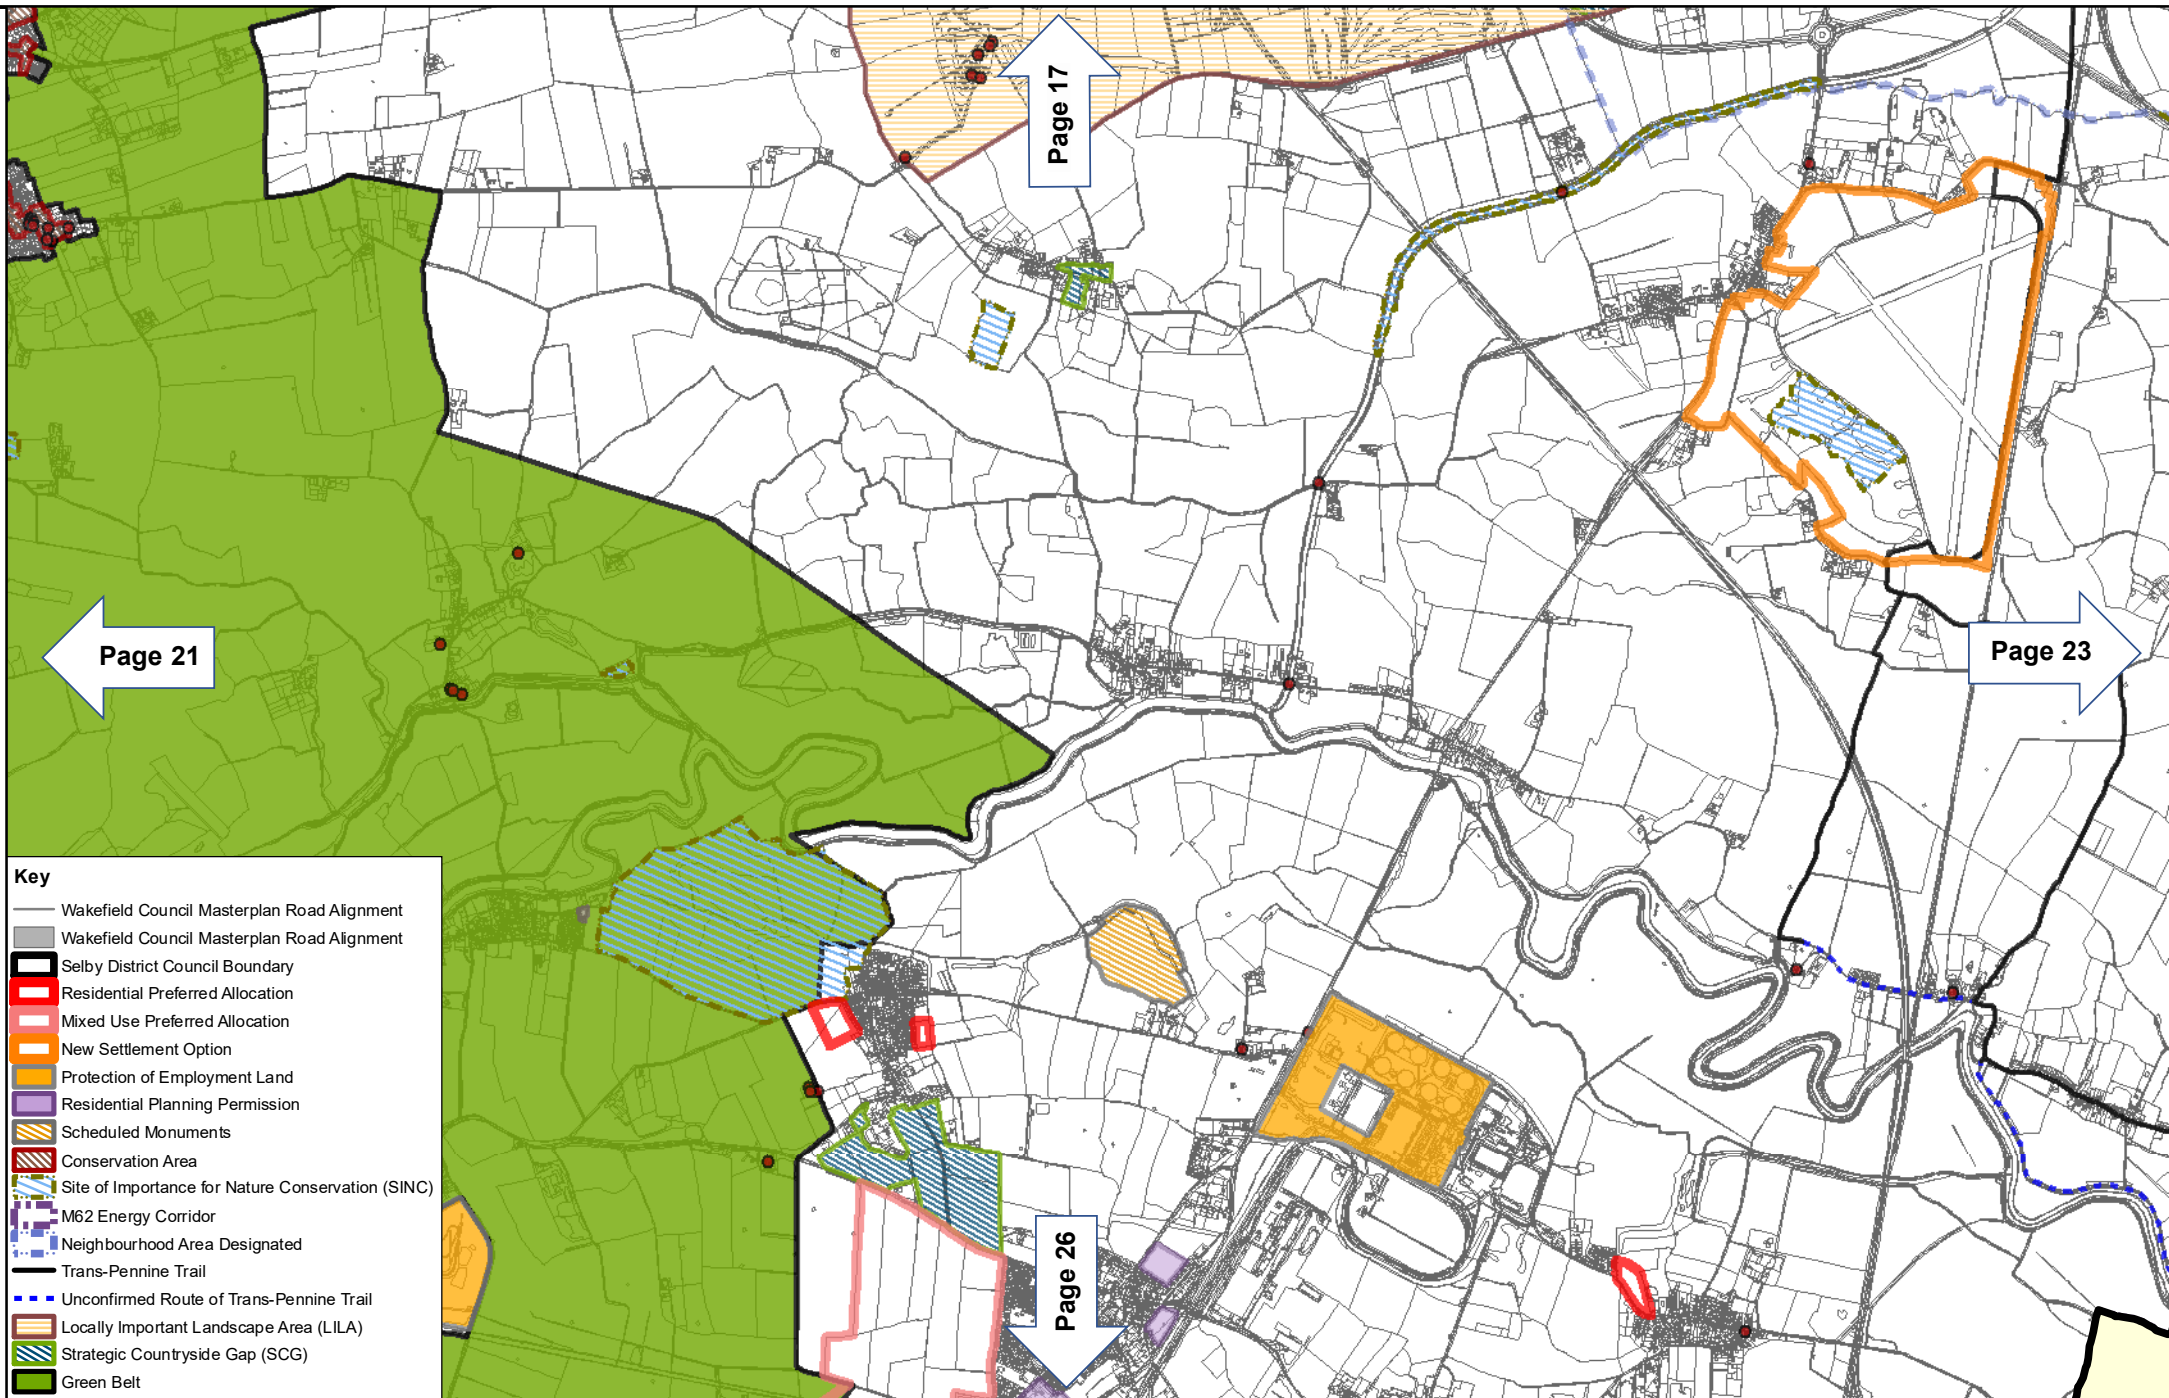 Page 17
Page 21
Page 23
Page 26
Key
Wakefield Council Masterplan Road Alignment
Wakefield Council Masterplan Road Alignment
Selby District Council Boundary
Residential Preferred Allocation
Mixed Use Preferred Allocation
New Settlement Option
Protection of Employment Land
Residential Planning Permission
Scheduled Monuments
Conservation Area
Site of Importance for Nature Conservation (SINC)
M62 Energy Corridor
Neighbourhood Area Designated
Trans-Pennine Trail
Unconfirmed Route of Trans-Pennine Trail
Locally Important Landscape Area (LILA)
Strategic Countryside Gap (SCG)
Green Belt